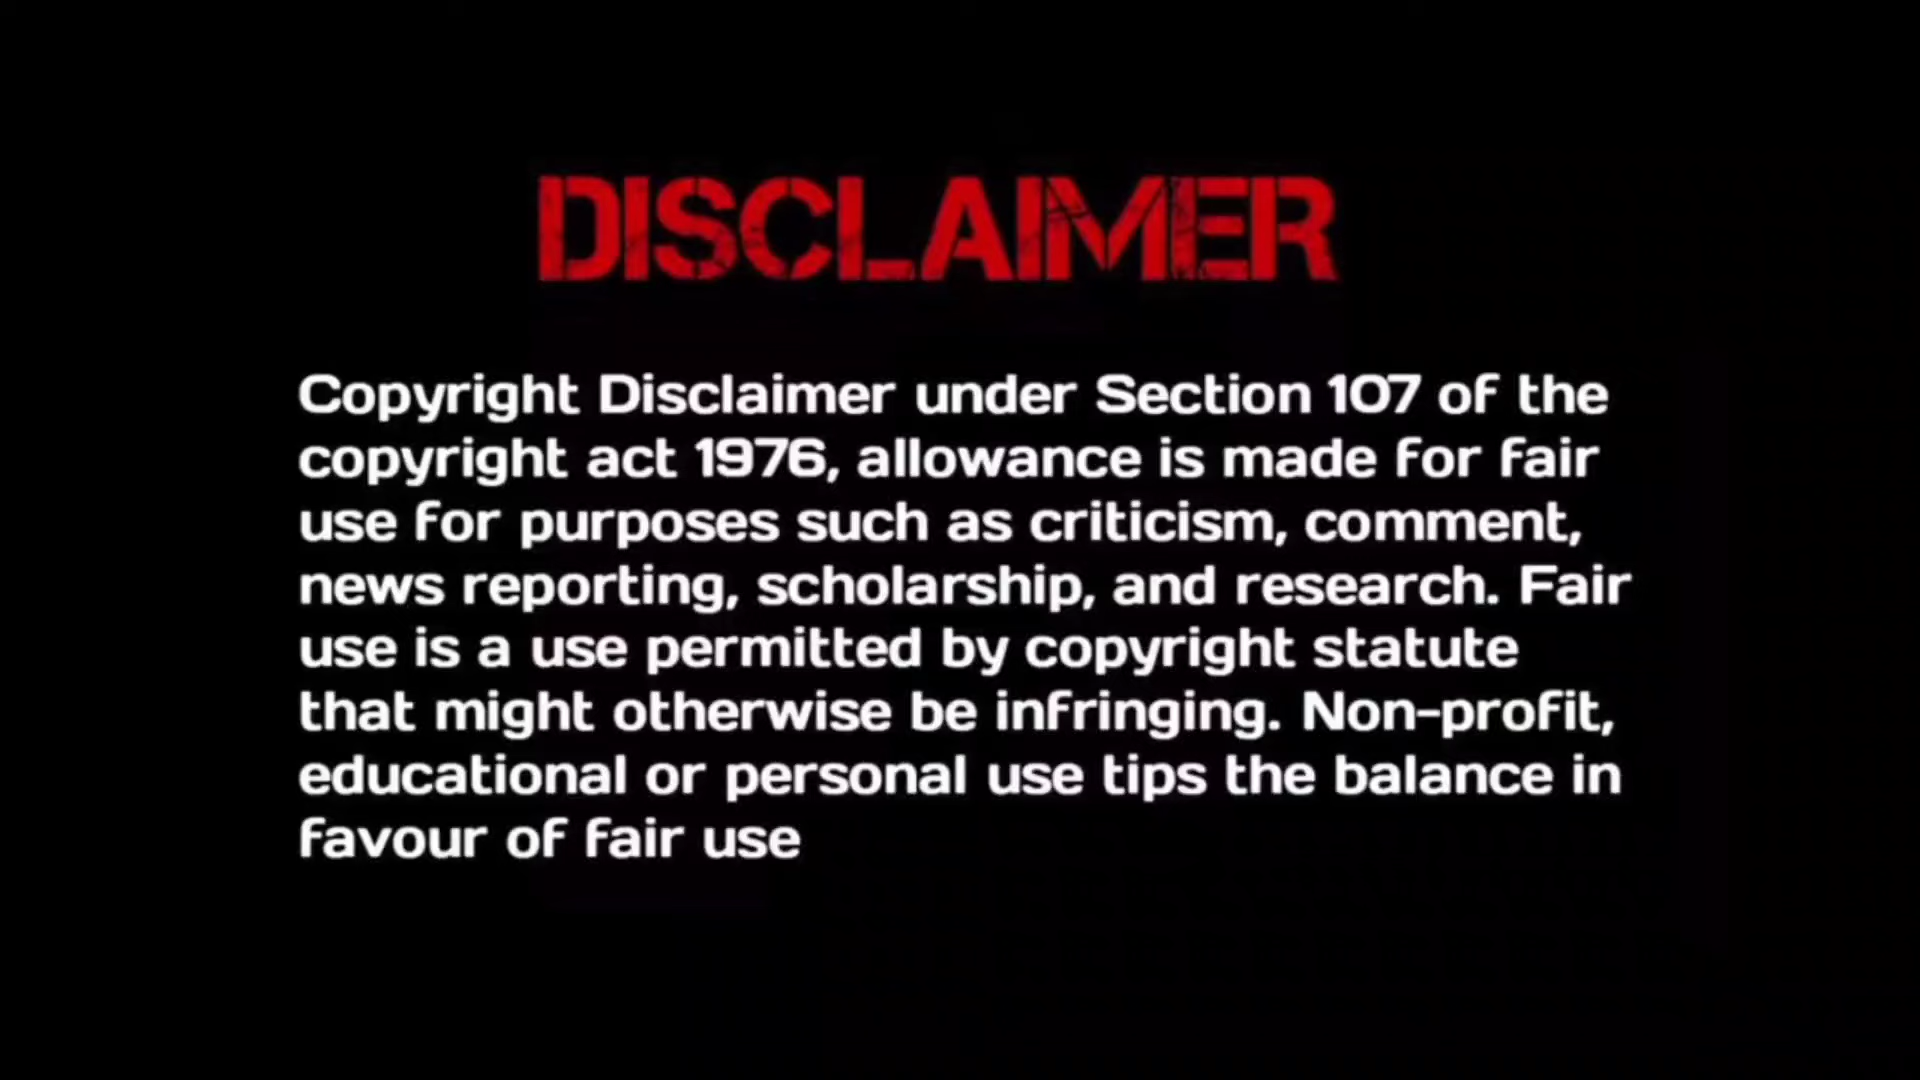 DISCLAIMER
Copyright Disclaimer under Section 107 of the
copyright act 1976, allowance is made for fair
use for purposes such as criticism, comment,
news reporting, scholarship, and research. Fair
use is a use permitted by copyright statute
that might otherwise be infringing. Non-profit,
educational or personal use tips the balance in
favour of fair use